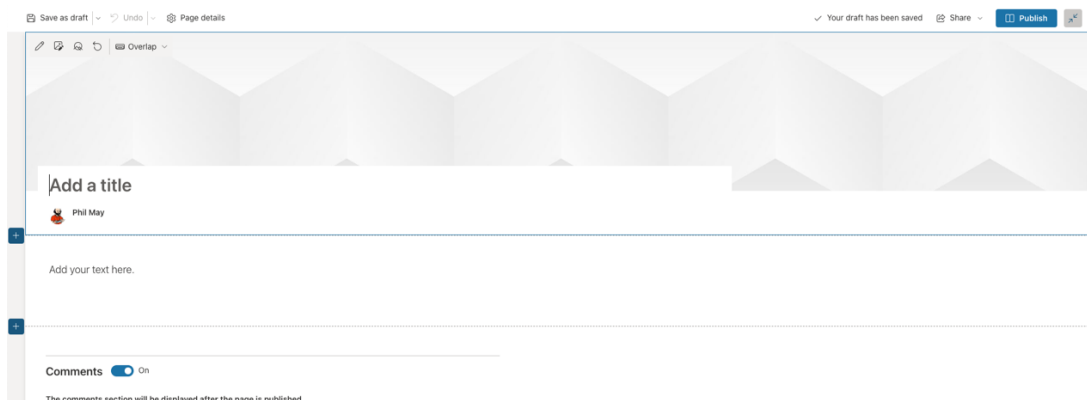 Save as draft Undo Page details Your draft has been saved Share Publish
Overlap
Add a title
Phil May
Add your text here.
Comments On
The comments section will be displayed after the page is published